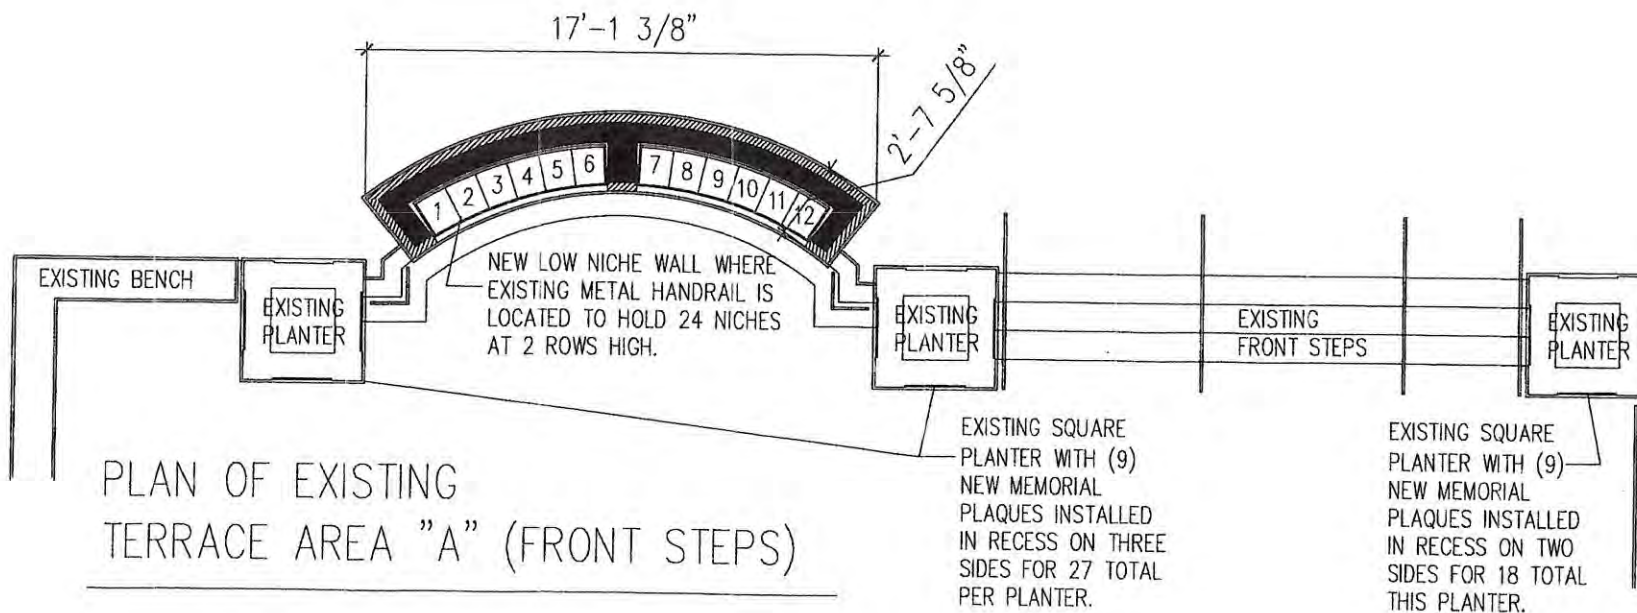 17'-1 3/8"
2'-7 5/8"
1 2 3 4 5 6 7 8 9 10 11 12
EXISTING BENCH
EXISTING
PLANTER
NEW LOW NICHE WALL WHERE
EXISTING METAL HANDRAIL IS
LOCATED TO HOLD 24 NICHES
AT 2 ROWS HIGH.
EXISTING
PLANTER
EXISTING
FRONT STEPS
EXISTING
PLANTER
EXISTING SQUARE
PLANTER WITH (9)
NEW MEMORIAL
PLAQUES INSTALLED
IN RECESS ON THREE
SIDES FOR 27 TOTAL
PER PLANTER.
EXISTING SQUARE
PLANTER WITH (9)
NEW MEMORIAL
PLAQUES INSTALLED
IN RECESS ON TWO
SIDES FOR 18 TOTAL
THIS PLANTER.
PLAN OF EXISTING
TERRACE AREA "A" (FRONT STEPS)